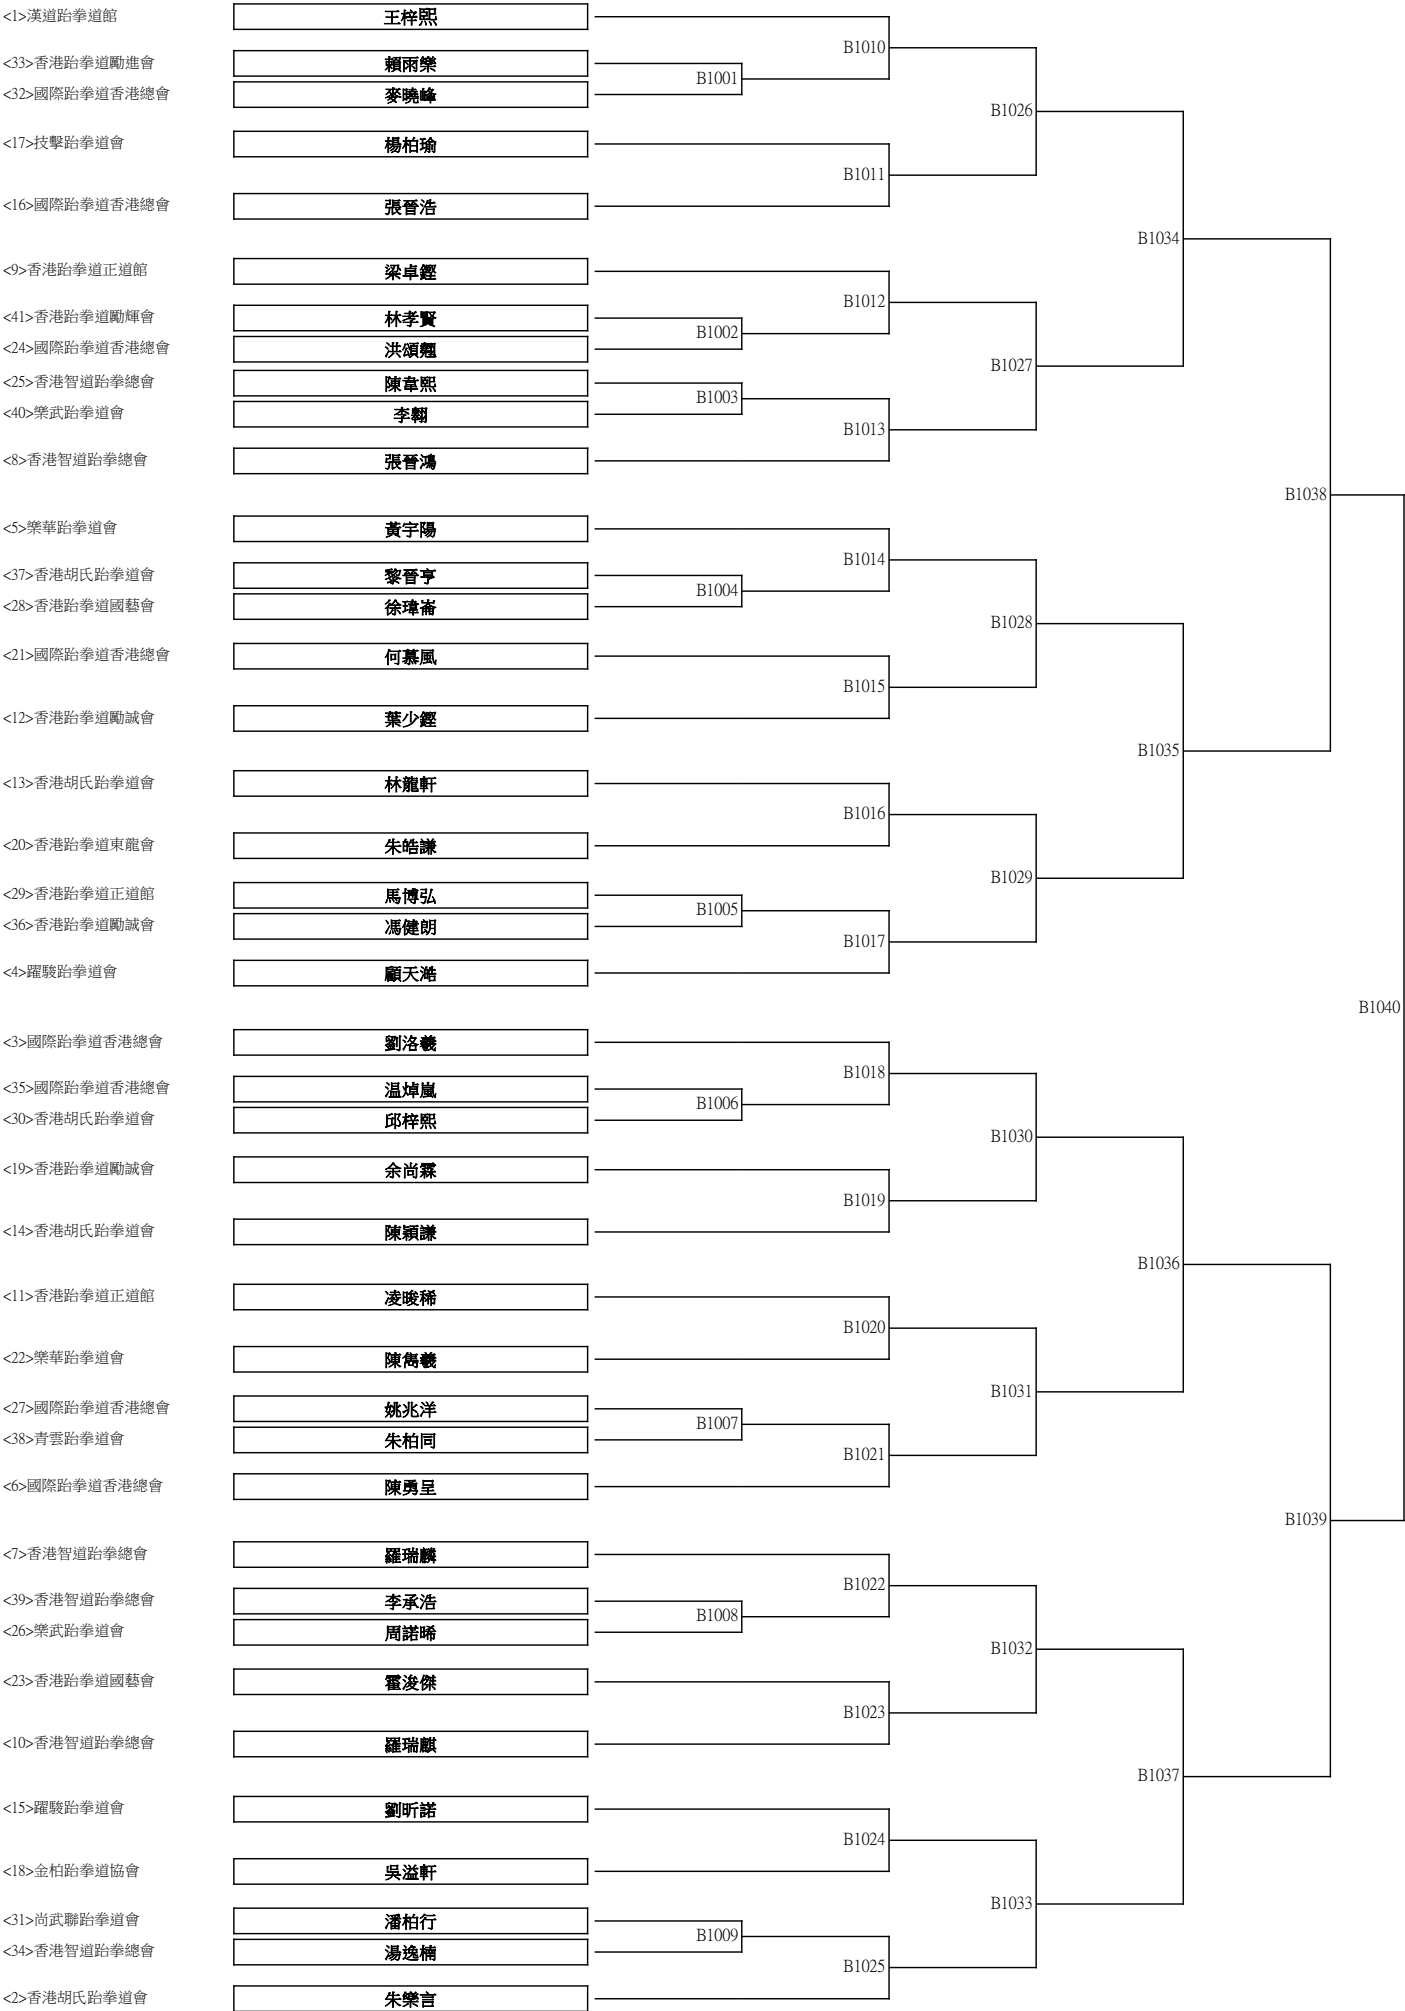 <1>漢道跆拳道館 王梓熙
B1010
<33>香港跆拳道勵進會 賴雨樂
B1001
<32>國際跆拳道香港總會 麥曉峰
B1026
<17>技擊跆拳道會 楊柏瑜
B1011
<16>國際跆拳道香港總會 張晉浩
B1034
<9>香港跆拳道正道館 梁卓鏗
B1012
<41>香港跆拳道勵輝會 林孝賢
B1002
<24>國際跆拳道香港總會 洪頌翹
B1027
<25>香港智道跆拳總會 陳韋熙
B1003
<40>樂武跆拳道會 李翱
B1013
<8>香港智道跆拳總會 張晉鴻
B1038
<5>樂華跆拳道會 黃宇陽
B1014
<37>香港胡氏跆拳道會 黎晉亨
B1004
<28>香港跆拳道國藝會 徐瑋崙
B1028
<21>國際跆拳道香港總會 何慕風
B1015
<12>香港跆拳道勵誠會 葉少鏗
B1035
<13>香港胡氏跆拳道會 林龍軒
B1016
<20>香港跆拳道東龍會 朱皓謙
B1029
<29>香港跆拳道正道館 馬博弘
B1005
<36>香港跆拳道勵誠會 馮健朗
B1017
<4>躍駿跆拳道會 顧天澔
B1040
<3>國際跆拳道香港總會 劉洛羲
B1018
<35>國際跆拳道香港總會 温焯嵐
B1006
<30>香港胡氏跆拳道會 邱梓熙
B1030
<19>香港跆拳道勵誠會 余尚霖
B1019
<14>香港胡氏跆拳道會 陳穎謙
B1036
<11>香港跆拳道正道館 凌晙稀
B1020
<22>樂華跆拳道會 陳雋羲
B1031
<27>國際跆拳道香港總會 姚兆洋
B1007
<38>青雲跆拳道會 朱柏同
B1021
<6>國際跆拳道香港總會 陳勇呈
B1039
<7>香港智道跆拳總會 羅瑞麟
B1022
<39>香港智道跆拳總會 李承浩
B1008
<26>樂武跆拳道會 周諾晞
B1032
<23>香港跆拳道國藝會 霍浚傑
B1023
<10>香港智道跆拳總會 羅瑞麒
B1037
<15>躍駿跆拳道會 劉昕諾
B1024
<18>金柏跆拳道協會 吳溢軒
B1033
<31>尚武聯跆拳道會 潘柏行
B1009
<34>香港智道跆拳總會 湯逸楠
B1025
<2>香港胡氏跆拳道會 朱樂言